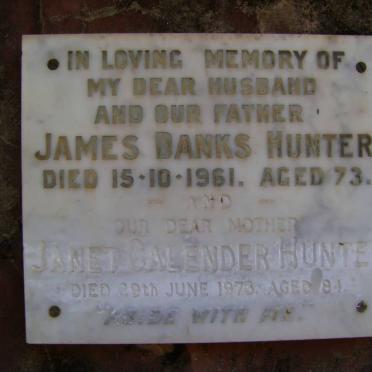 IN LOVING MEMORY OF
MY DEAR HUSBAND
AND OUR FATHER
JAMES BANKS HUNTER
DIED 15·10·1961. AGED 73.
— AND —
OUR DEAR MOTHER
JANET CALENDER HUNTE
DIED 29th JUNE 1973. AGED 84.
"ABIDE WITH ME."